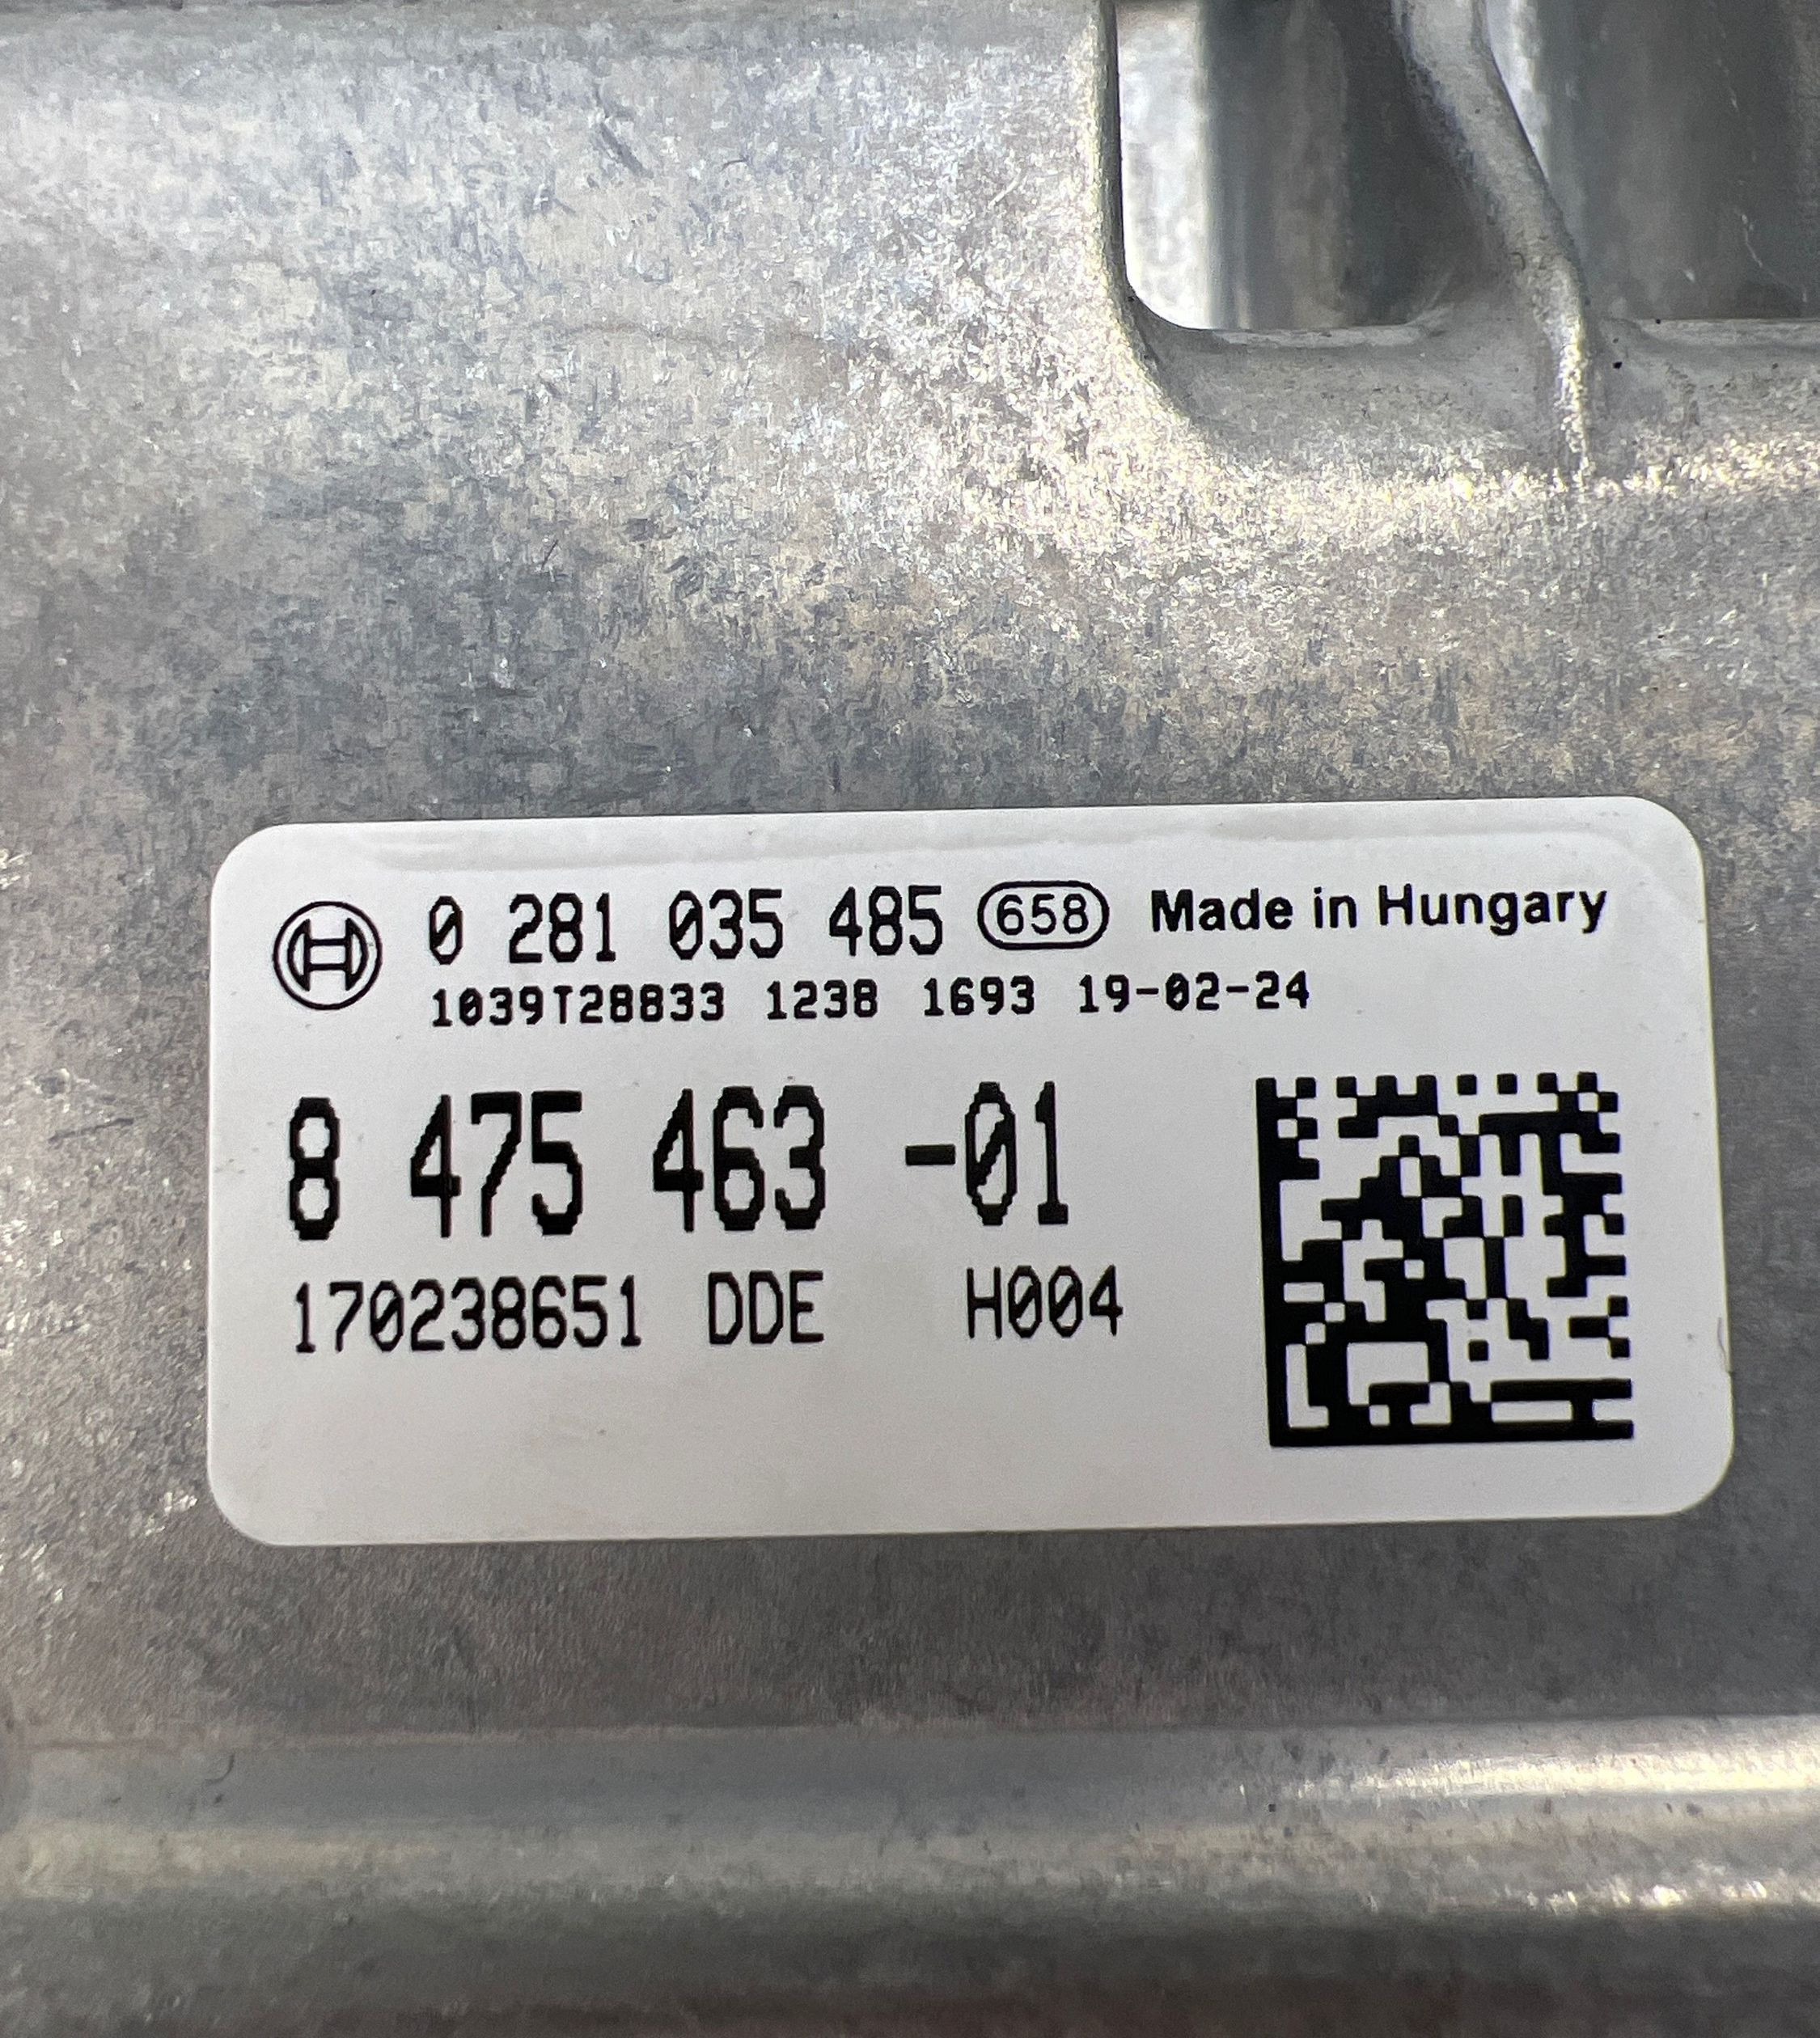 0 281 035 485 658 Made in Hungary
1039T28833 1238 1693 19-02-24
8 475 463 -01
170238651 DDE H004